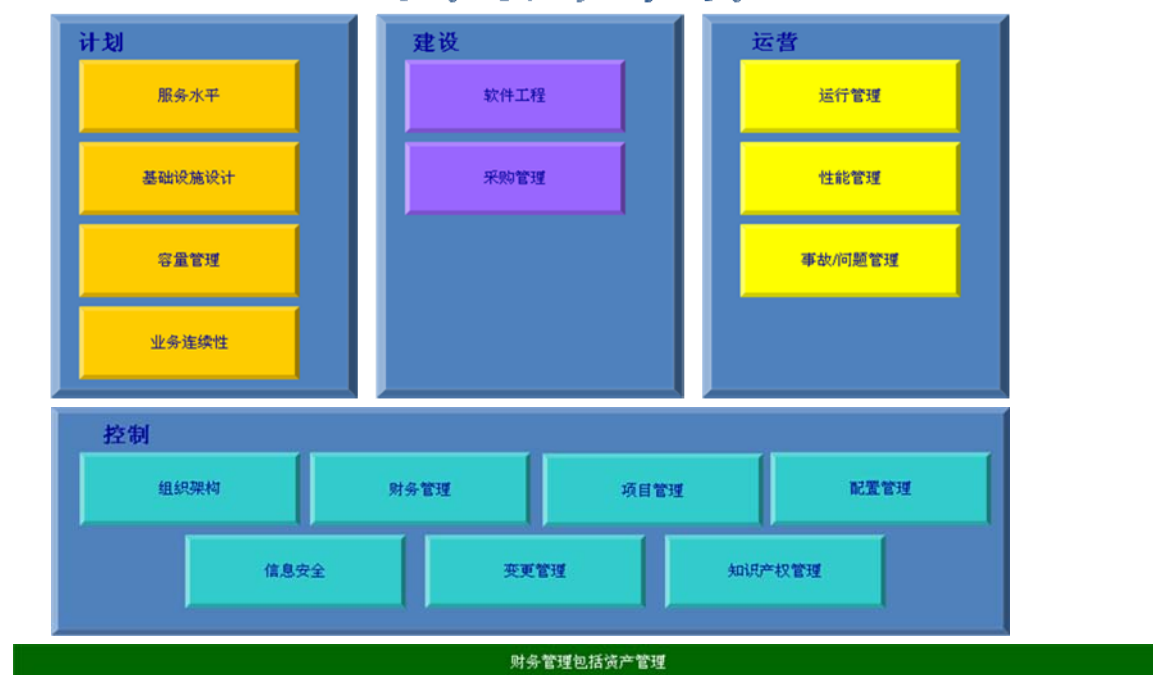 计划
服务水平
基础设施设计
容量管理
业务连续性
建设
软件工程
采购管理
运营
运行管理
性能管理
事故/问题管理
控制
组织架构
财务管理
项目管理
配置管理
信息安全
变更管理
知识产权管理
财务管理包括资产管理